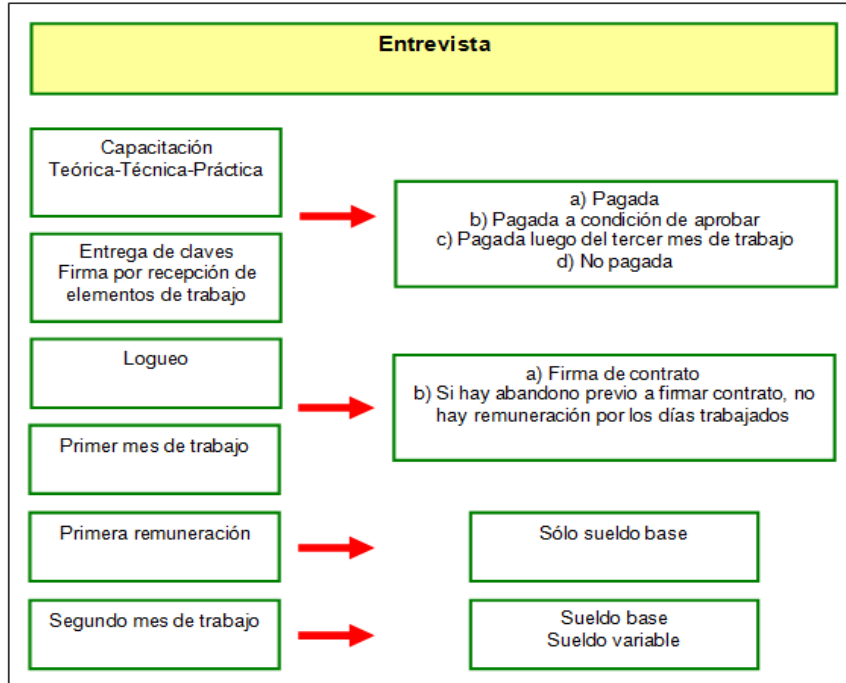 Entrevista
Capacitación
Teórica-Técnica-Práctica
a) Pagada
b) Pagada a condición de aprobar
c) Pagada luego del tercer mes de trabajo
d) No pagada
Entrega de claves
Firma por recepción de
elementos de trabajo
Logueo
a) Firma de contrato
b) Si hay abandono previo a firmar contrato, no
hay remuneración por los días trabajados
Primer mes de trabajo
Primera remuneración
Sólo sueldo base
Segundo mes de trabajo
Sueldo base
Sueldo variable